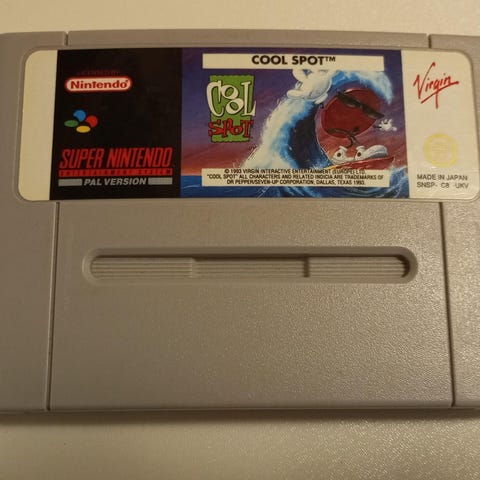 LICENSED BY
Nintendo
SUPER NINTENDO
ENTERTAINMENT SYSTEM
PAL VERSION
COOL SPOT™
COOL
SPOT
© 1993 VIRGIN INTERACTIVE ENTERTAINMENT (EUROPE) LTD.
"COOL SPOT" ALL CHARACTERS AND RELATED INDICIA ARE TRADEMARKS OF
DR PEPPER/SEVEN-UP CORPORATION, DALLAS, TEXAS 1993.
Virgin
MADE IN JAPAN
SNSP- C8 -UKV